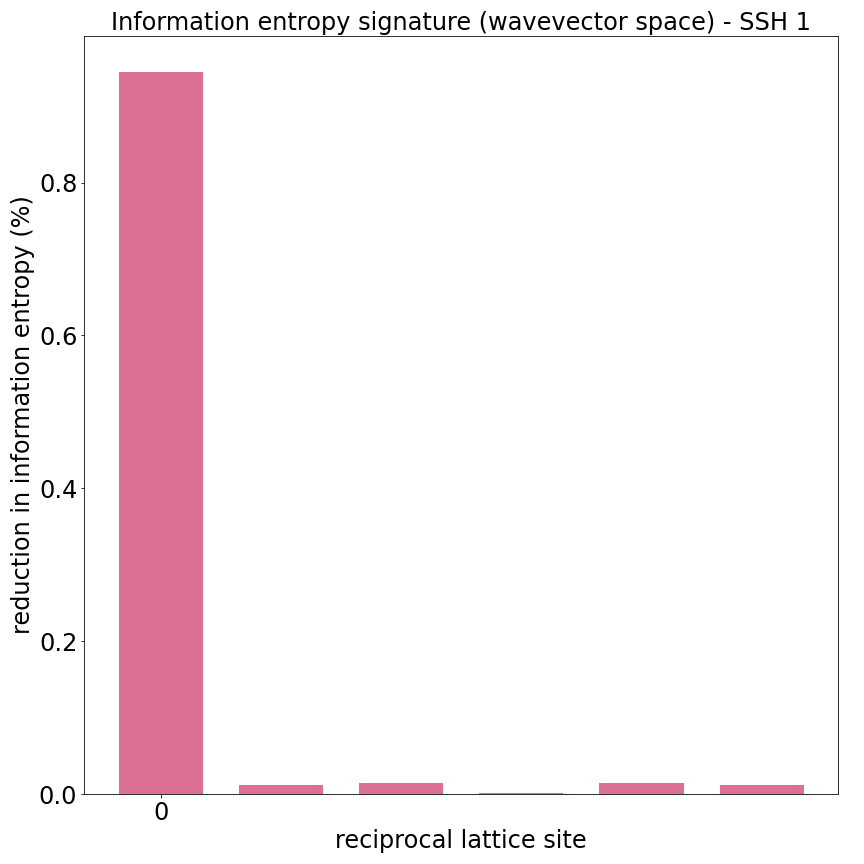 Information entropy signature (wavevector space) - SSH 1
reduction in information entropy (%)
0.8
0.6
0.4
0.2
0.0
0
reciprocal lattice site